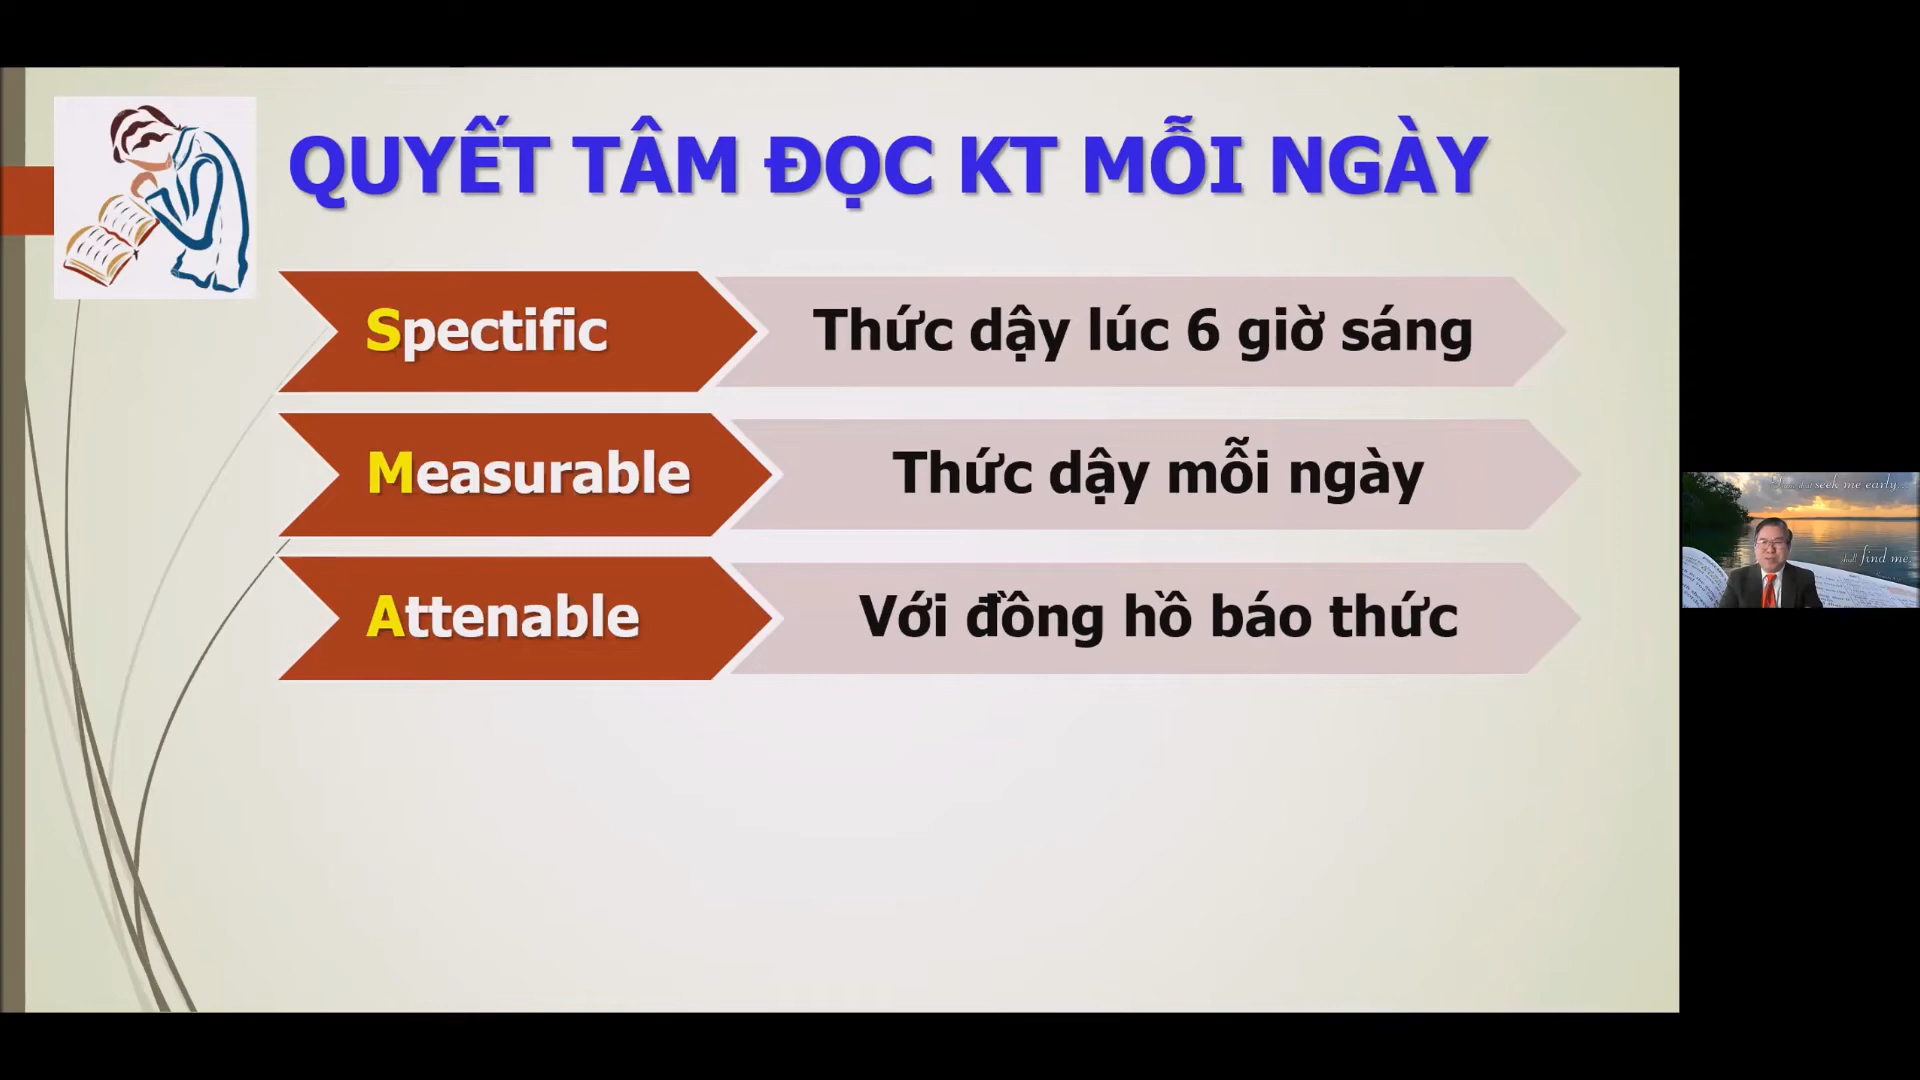 QUYẾT TÂM ĐỌC KT MỖI NGÀY
Spectific
Thức dậy lúc 6 giờ sáng
Measurable
Thức dậy mỗi ngày
Attenable
Với đồng hồ báo thức
seek me early...
shall find me.